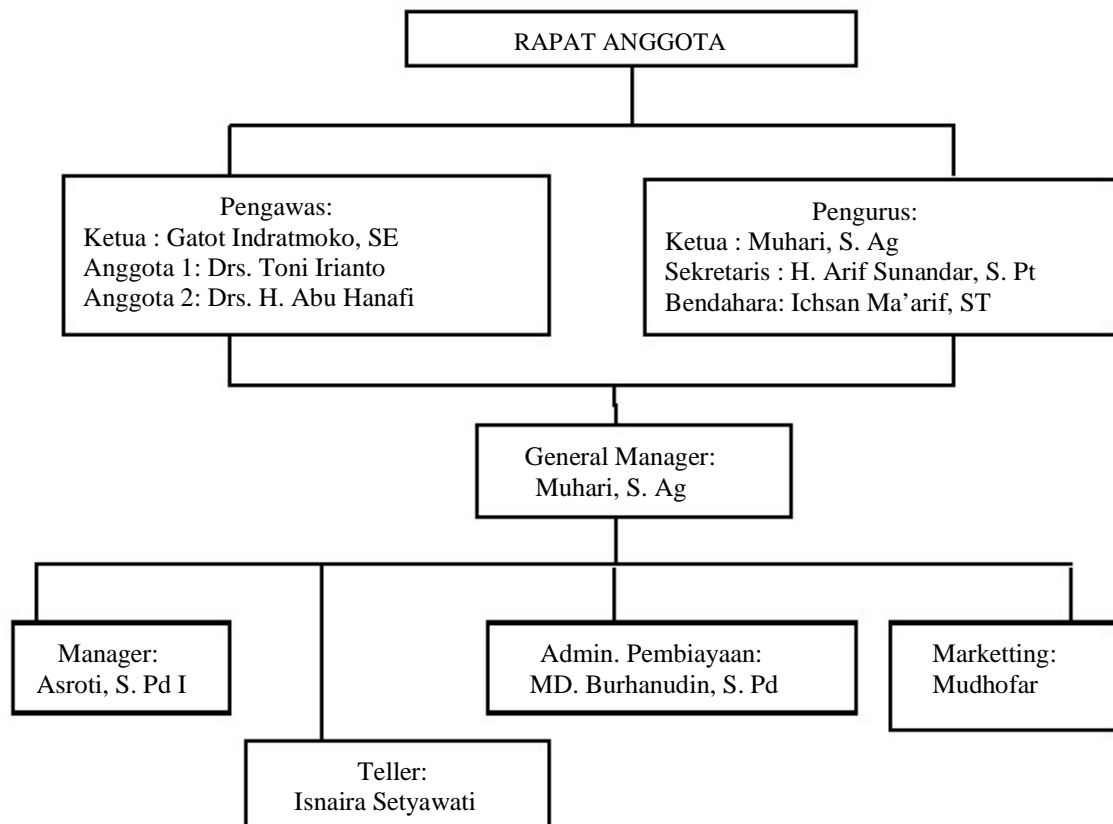 RAPAT ANGGOTA
Pengawas:
Ketua : Gatot Indratmoko, SE
Anggota 1: Drs. Toni Irianto
Anggota 2: Drs. H. Abu Hanafi
Pengurus:
Ketua : Muhari, S. Ag
Sekretaris : H. Arif Sunandar, S. Pt
Bendahara: Ichsan Ma’arif, ST
General Manager:
Muhari, S. Ag
Manager:
Asroti, S. Pd I
Admin. Pembiayaan:
MD. Burhanudin, S. Pd
Marketting:
Mudhofar
Teller:
Isnaira Setyawati